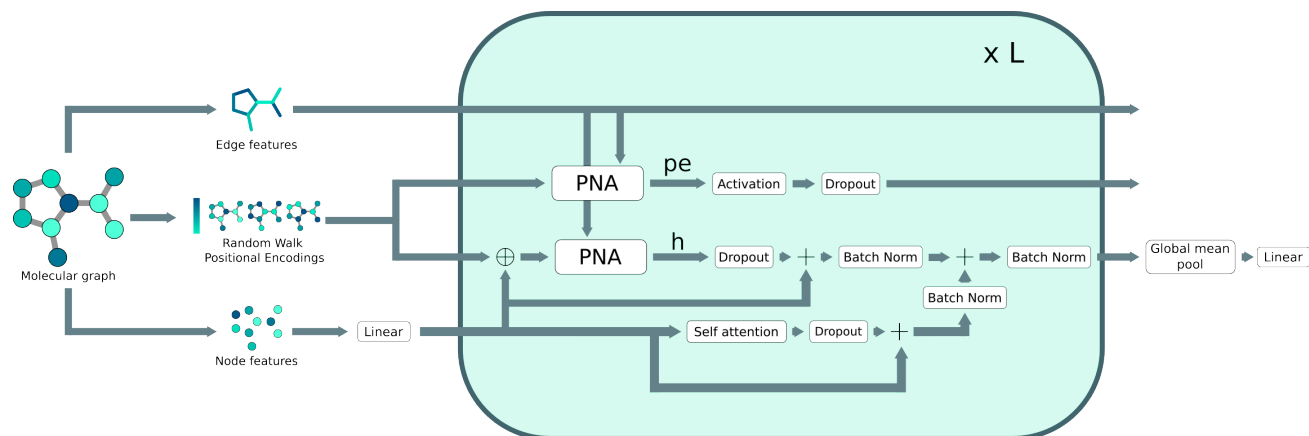 x L
Edge features
pe
PNA
Activation
Dropout
Random Walk
Positional Encodings
Molecular graph
h
PNA
Dropout
Batch Norm
Batch Norm
Global mean
pool
Linear
Batch Norm
Linear
Self attention
Dropout
Node features